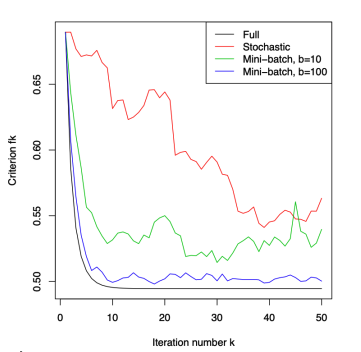 Full
Stochastic
Mini−batch, b=10
Mini−batch, b=100
Criterion fk
0.65
0.60
0.55
0.50
0
10
20
30
40
50
Iteration number k